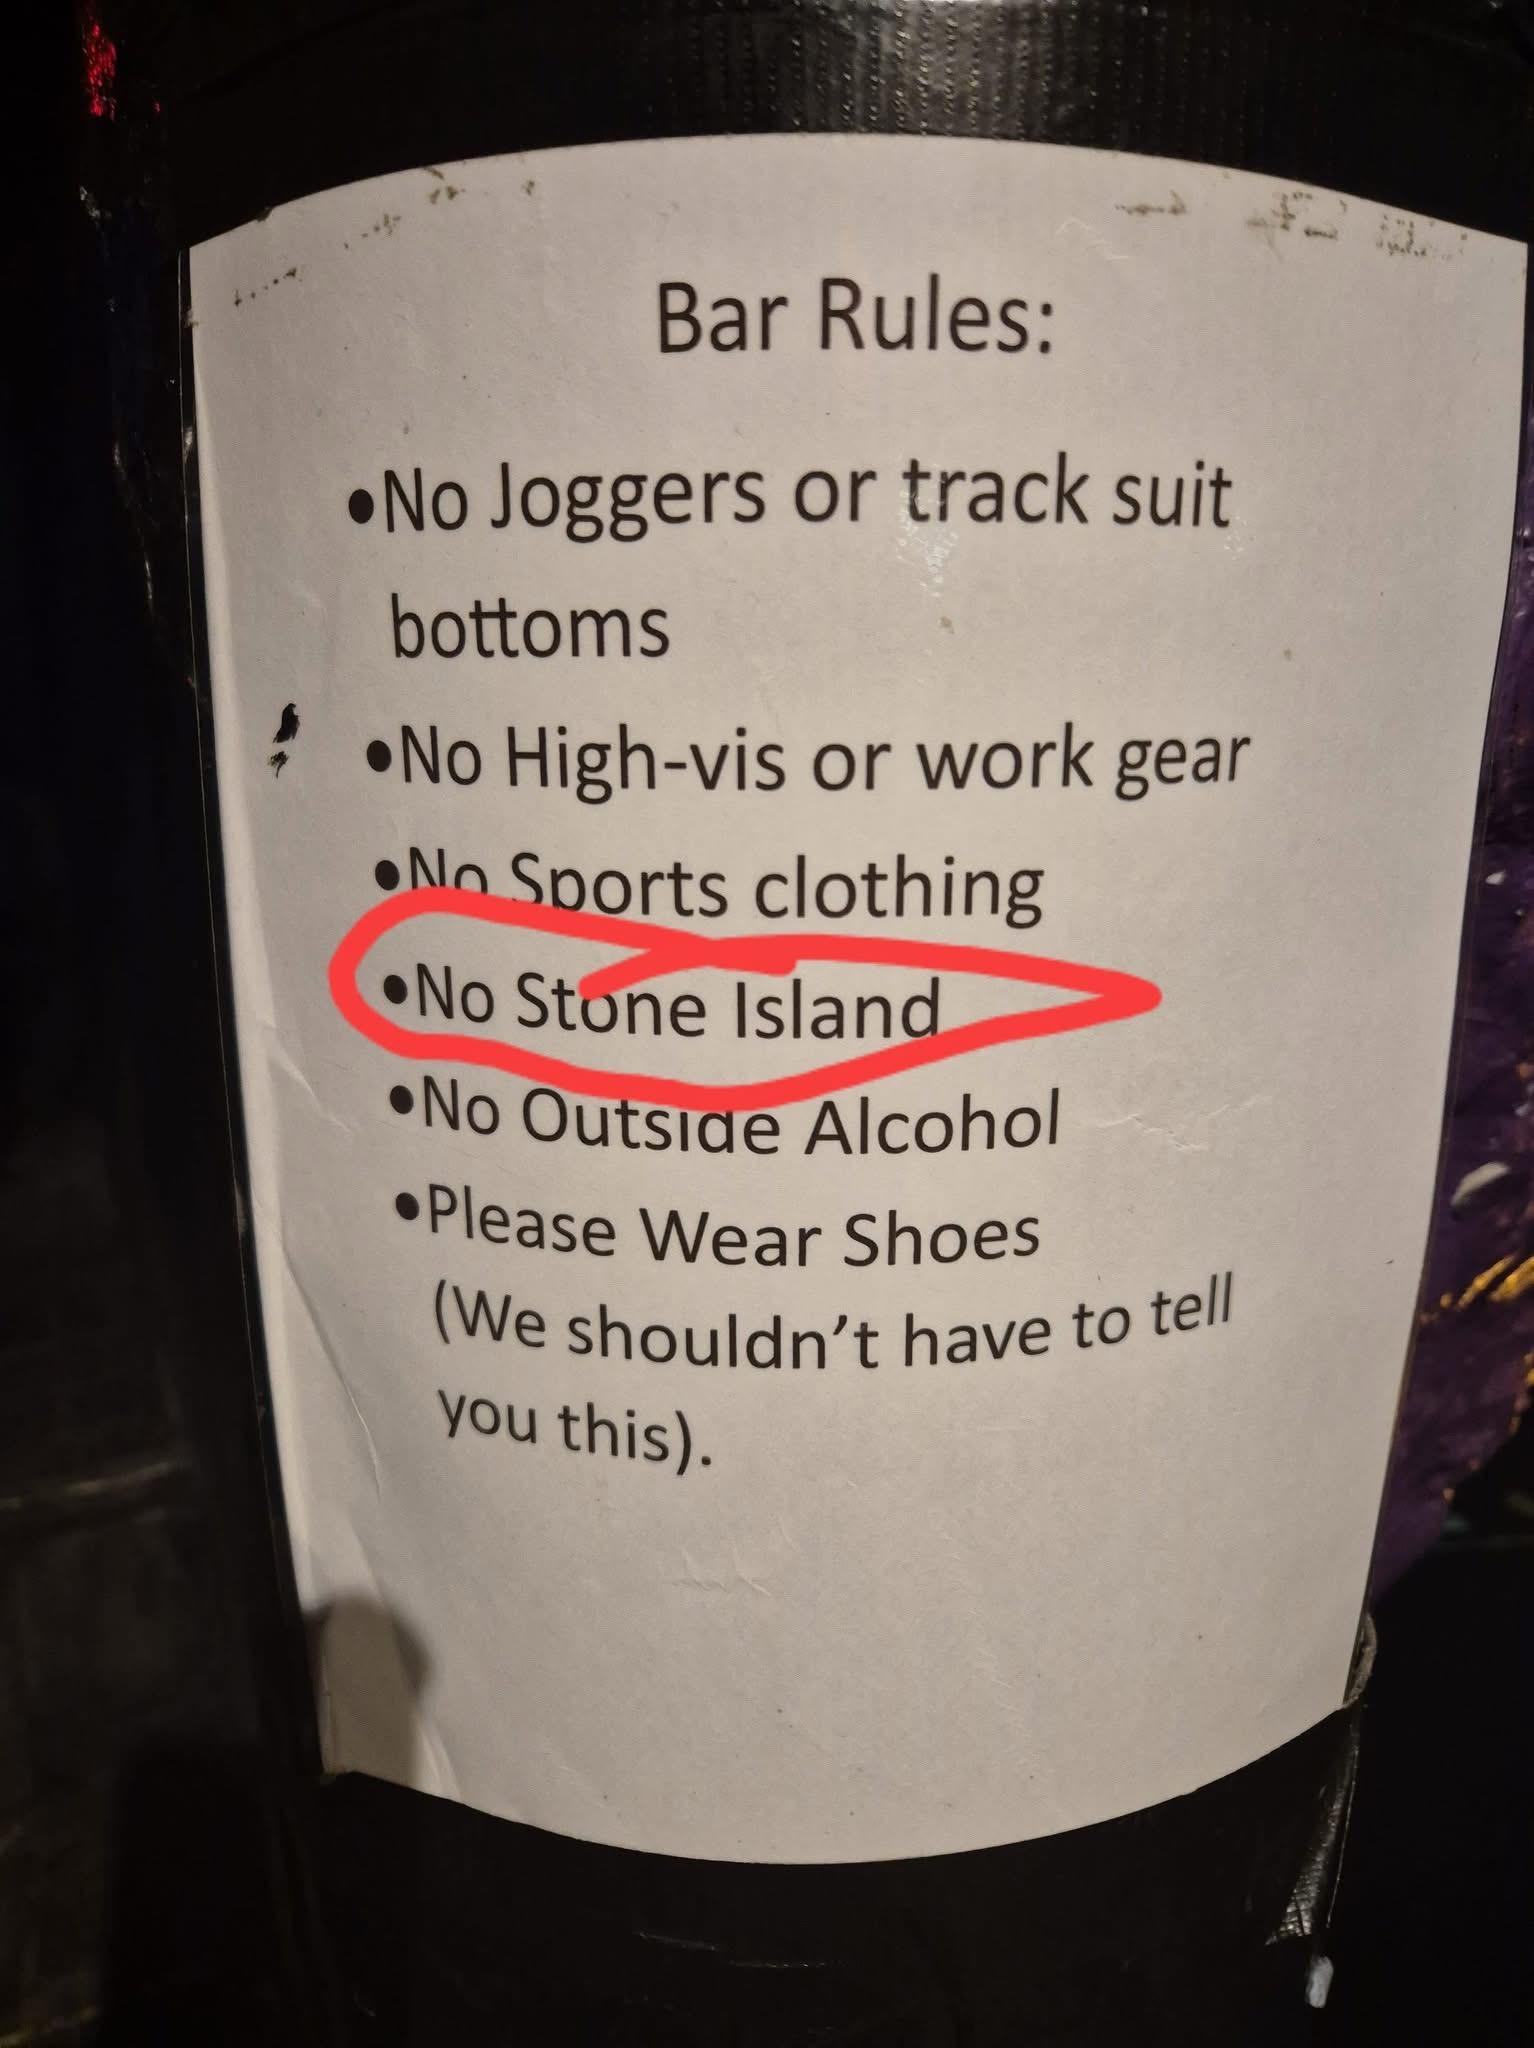 Bar Rules:
•No Joggers or track suit
bottoms
•No High-vis or work gear
•No Sports clothing
•No Stone Island
•No Outside Alcohol
•Please Wear Shoes
(We shouldn't have to tell
you this).